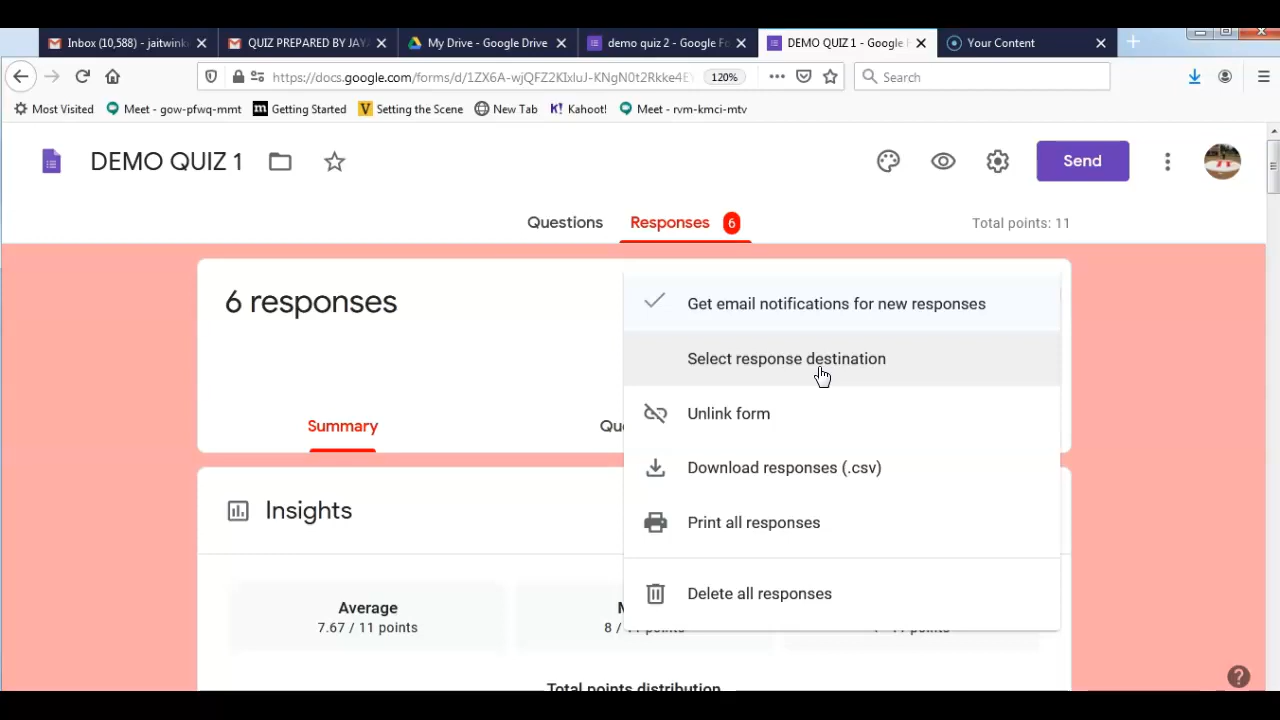 Inbox (10,588) - jaitwink
QUIZ PREPARED BY JAY
My Drive - Google Drive
demo quiz 2 - Google Fo
DEMO QUIZ 1 - Google F
Your Content
https://docs.google.com/forms/d/1ZX6A-wjQFZ2KIxluJ-KNgN0t2Rkke4E
120%
Search
Most Visited
Meet - gow-pfwq-mmt
Getting Started
Setting the Scene
New Tab
Kahoot!
Meet - rvm-kmci-mtv
DEMO QUIZ 1
Send
Questions
Responses 6
Total points: 11
6 responses
Get email notifications for new responses
Select response destination
Unlink form
Download responses (.csv)
Print all responses
Delete all responses
Summary
Qu
Insights
Average
7.67 / 11 points
M
8 / 11 points
Total points distribution